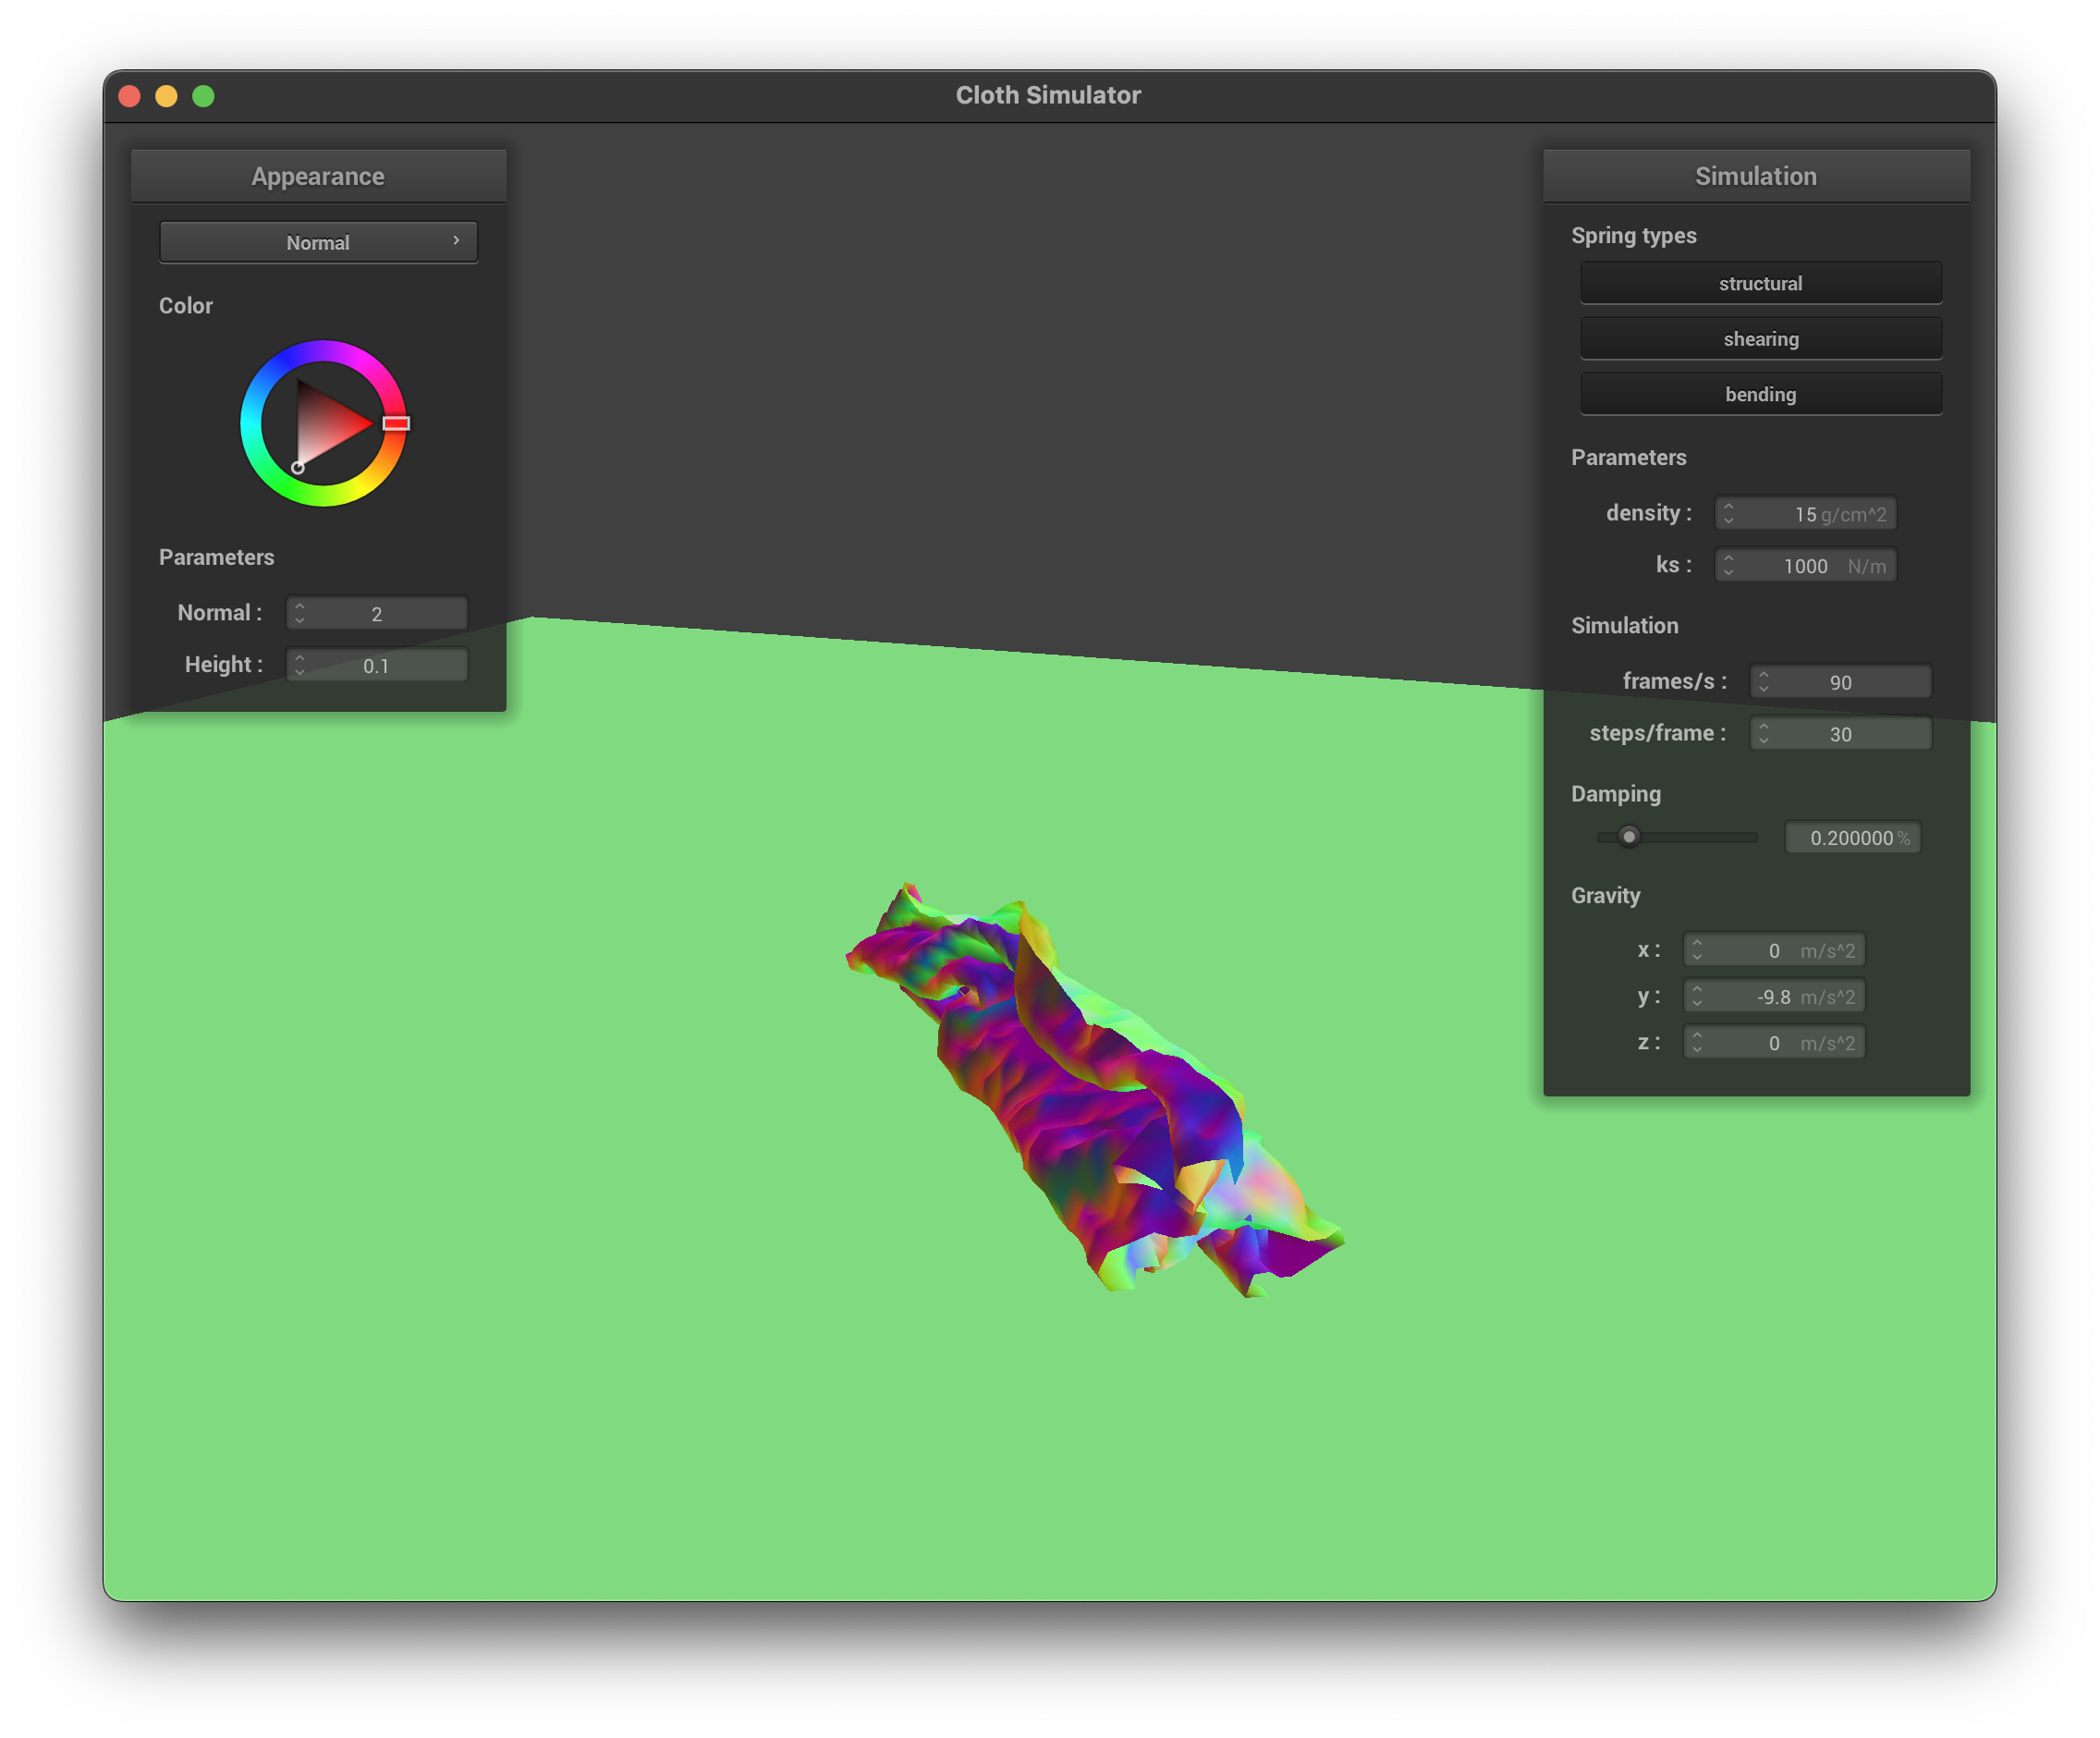 Cloth Simulator
Appearance
Normal
Color
Parameters
Normal : 2
Height : 0.1
Simulation
Spring types
structural
shearing
bending
Parameters
density : 15 g/cm^2
ks : 1000 N/m
Simulation
frames/s : 90
steps/frame : 30
Damping
0.200000 %
Gravity
x : 0 m/s^2
y : -9.8 m/s^2
z : 0 m/s^2